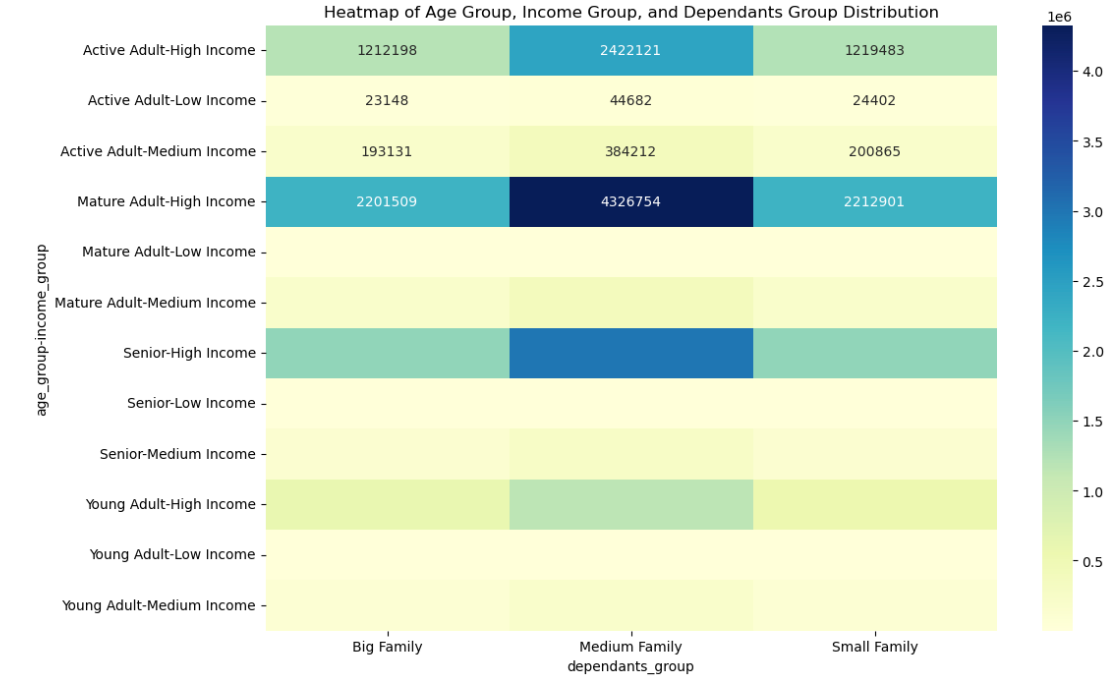 Heatmap of Age Group, Income Group, and Dependants Group Distribution
1e6
Active Adult-High Income 1212198 2422121 1219483
Active Adult-Low Income 23148 44682 24402
Active Adult-Medium Income 193131 384212 200865
Mature Adult-High Income 2201509 4326754 2212901
Mature Adult-Low Income
Mature Adult-Medium Income
Senior-High Income
Senior-Low Income
Senior-Medium Income
Young Adult-High Income
Young Adult-Low Income
Young Adult-Medium Income
age_group-income_group
Big Family Medium Family Small Family
dependants_group
4.0
3.5
3.0
2.5
2.0
1.5
1.0
0.5